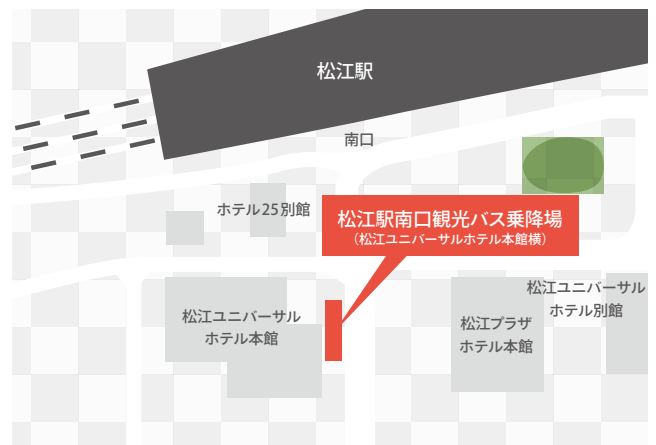 松江駅
南口
ホテル25別館
松江駅南口観光バス乗降場
（松江ユニバーサルホテル本館横）
松江ユニバーサル
ホテル本館
松江プラザ
ホテル本館
松江ユニバーサル
ホテル別館